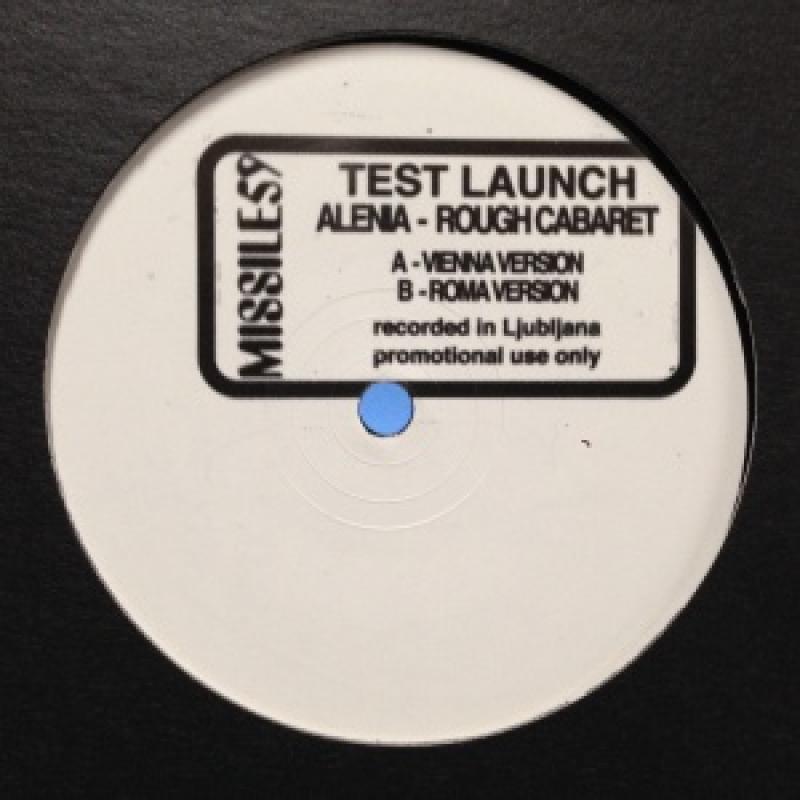 MISSILES
TEST LAUNCH
ALENIA - ROUGH CABARET
A - VIENNA VERSION
B - ROMA VERSION
recorded in Ljubljana
promotional use only